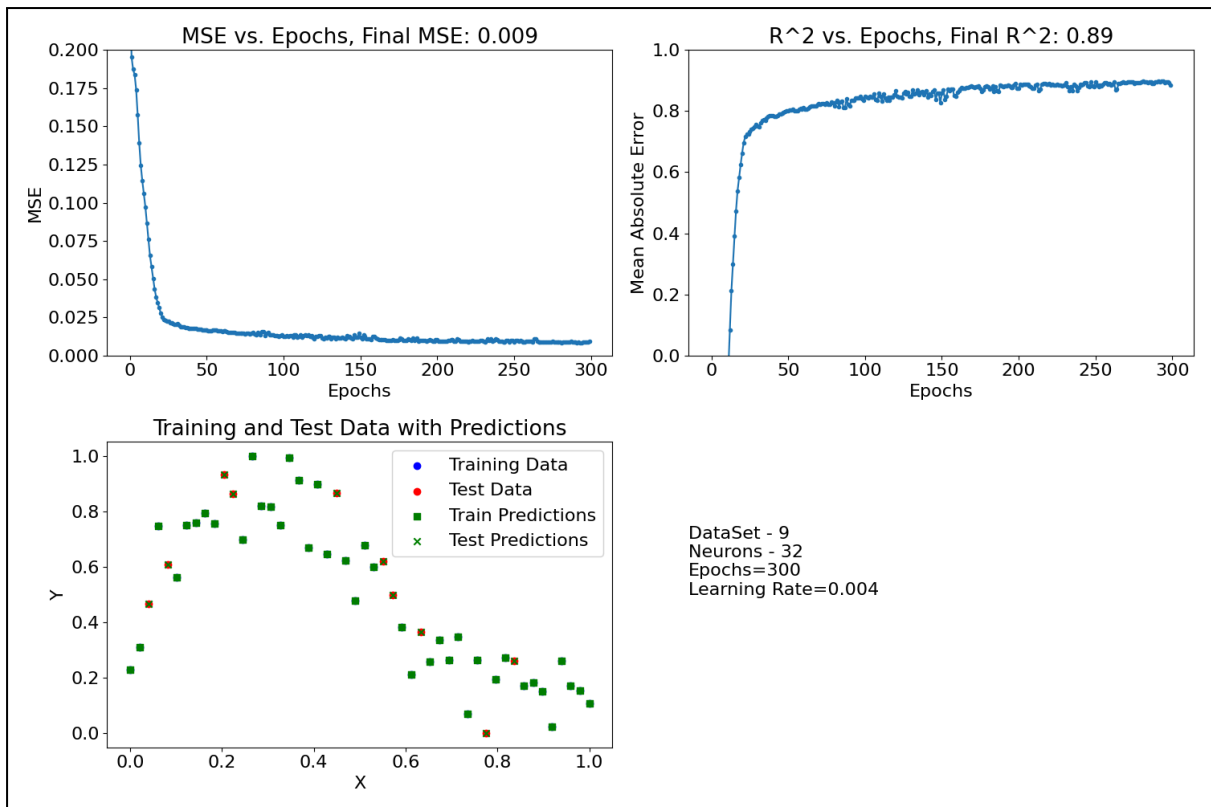 MSE vs. Epochs, Final MSE: 0.009
0.200
0.175
0.150
0.125
0.100
0.075
0.050
0.025
0.000
MSE
0 50 100 150 200 250 300
Epochs
R^2 vs. Epochs, Final R^2: 0.89
1.0
0.8
0.6
0.4
0.2
0.0
Mean Absolute Error
0 50 100 150 200 250 300
Epochs
Training and Test Data with Predictions
1.0
0.8
0.6
0.4
0.2
0.0
Y
Training Data
Test Data
Train Predictions
Test Predictions
0.0 0.2 0.4 0.6 0.8 1.0
X
DataSet - 9
Neurons - 32
Epochs=300
Learning Rate=0.004